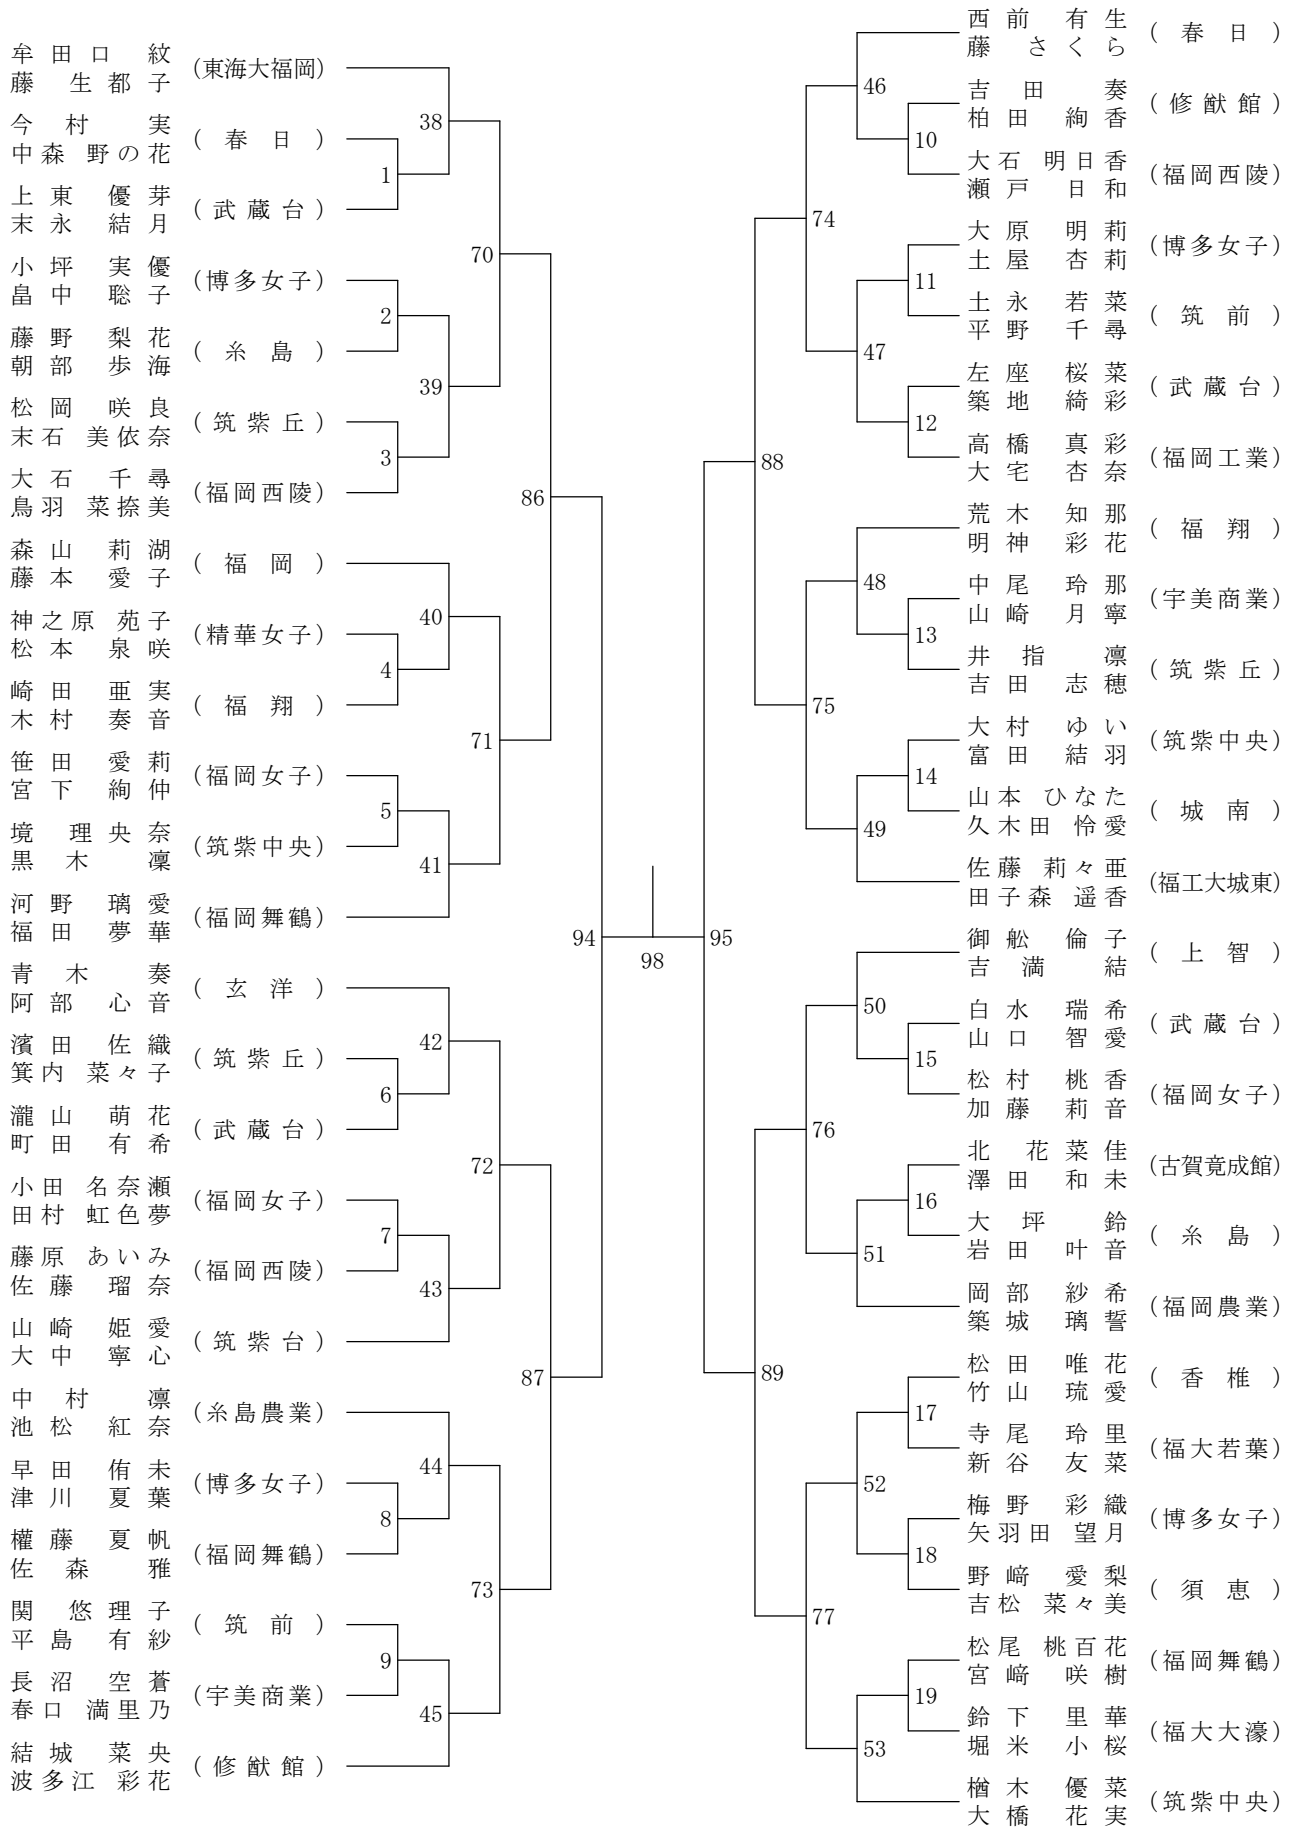 牟田口 紋
藤 生都子 (東海大福岡)
今村 実
中森 野の花 (春日)
上東 優芽
末永 結月 (武蔵台)
小坪 実優
畠中 聡子 (博多女子)
藤野 梨花
朝部 歩海 (糸島)
松岡 咲良
末石 美依奈 (筑紫丘)
大石 千尋
鳥羽 菜捺美 (福岡西陵)
森山 莉湖
藤本 愛子 (福岡)
神之原 苑子
松本 泉咲 (精華女子)
崎田 亜実
木村 奏音 (福翔)
笹田 愛莉
宮下 絢仲 (福岡女子)
境 理央奈
黒木 凜 (筑紫中央)
河野 璃愛
福田 夢華 (福岡舞鶴)
青木 奏
阿部 心音 (玄洋)
濱田 佐織
箕内 菜々子 (筑紫丘)
瀧山 萌花
町田 有希 (武蔵台)
小田 名奈瀬
田村 虹色夢 (福岡女子)
藤原 あいみ
佐藤 瑠奈 (福岡西陵)
山崎 姫愛
大中 寧心 (筑紫台)
中村 凛
池松 紅奈 (糸島農業)
早田 侑未
津川 夏葉 (博多女子)
權藤 夏帆
佐森 雅 (福岡舞鶴)
関 悠理子
平島 有紗 (筑前)
長沼 空蒼
春口 満里乃 (宇美商業)
結城 菜央
波多江 彩花 (修猷館)
1
2
3
4
5
6
7
8
9
38
39
40
41
42
43
44
45
70
71
72
73
86
87
94
98
95
88
89
74
75
76
77
46
47
48
49
50
51
52
53
10
11
12
13
14
15
16
17
18
19
西前 有生
藤 さくら (春日)
吉田 奏
柏田 絢香 (修猷館)
大石 明日香
瀬戸 日和 (福岡西陵)
大原 明莉
土屋 杏莉 (博多女子)
土永 若菜
平野 千尋 (筑前)
左座 桜菜
築地 綺彩 (武蔵台)
高橋 真彩
大宅 杏奈 (福岡工業)
荒木 知那
明神 彩花 (福翔)
中尾 玲那
山崎 月寧 (宇美商業)
井指 凛
吉田 志穂 (筑紫丘)
大村 ゆい
富田 結羽 (筑紫中央)
山本 ひなた
久木田 怜愛 (城南)
佐藤 莉々亜
田子森 遥香 (福工大城東)
御舩 倫子
吉満 結 (上智)
白水 瑞希
山口 智愛 (武蔵台)
松村 桃香
加藤 莉音 (福岡女子)
北 花菜佳
澤田 和未 (古賀竟成館)
大坪 鈴
岩田 叶音 (糸島)
岡部 紗希
築城 璃誓 (福岡農業)
松田 唯花
竹山 琉愛 (香椎)
寺尾 玲里
新谷 友菜 (福大若葉)
梅野 彩織
矢羽田 望月 (博多女子)
野﨑 愛梨
吉松 菜々美 (須恵)
松尾 桃百花
宮﨑 咲樹 (福岡舞鶴)
鈴下 里華
堀米 小桜 (福大大濠)
楢木 優菜
大橋 花実 (筑紫中央)